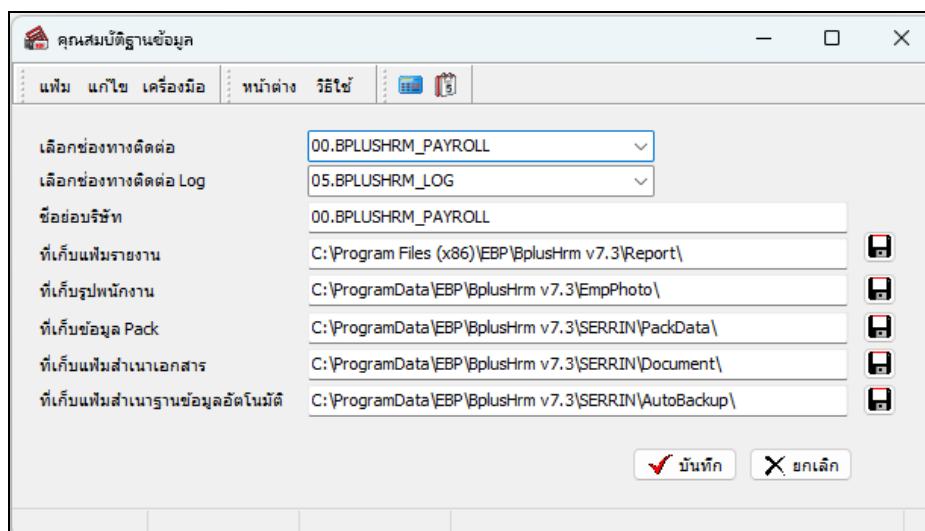 คุณสมบัติฐานข้อมูล
แฟ้ม แก้ไข เครื่องมือ หน้าต่าง วิธีใช้ 5
เลือกช่องทางติดต่อ 00.BPLUSHRM_PAYROLL
เลือกช่องทางติดต่อ Log 05.BPLUSHRM_LOG
ชื่อย่อบริษัท 00.BPLUSHRM_PAYROLL
ที่เก็บแฟ้มรายงาน C:\Program Files (x86)\EBP\BplusHrm v7.3\Report\
ที่เก็บรูปพนักงาน C:\ProgramData\EBP\BplusHrm v7.3\EmpPhoto\
ที่เก็บข้อมูล Pack C:\ProgramData\EBP\BplusHrm v7.3\SERRIN\PackData\
ที่เก็บแฟ้มสำเนาเอกสาร C:\ProgramData\EBP\BplusHrm v7.3\SERRIN\Document\
ที่เก็บแฟ้มสำเนาฐานข้อมูลอัตโนมัติ C:\ProgramData\EBP\BplusHrm v7.3\SERRIN\AutoBackup\
บันทึก ยกเลิก